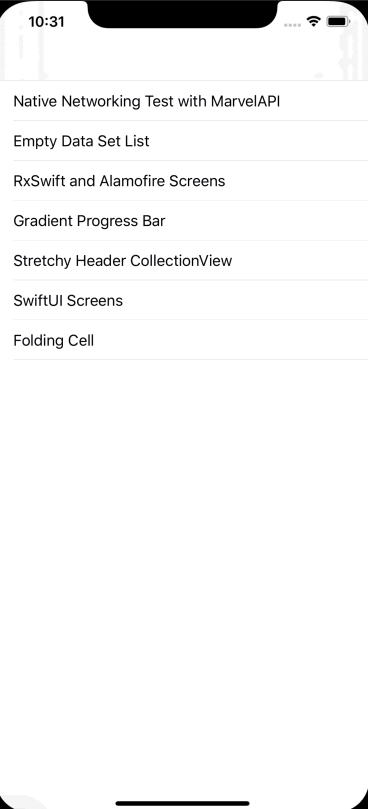 10:31
Native Networking Test with MarvelAPI
Empty Data Set List
RxSwift and Alamofire Screens
Gradient Progress Bar
Stretchy Header CollectionView
SwiftUI Screens
Folding Cell